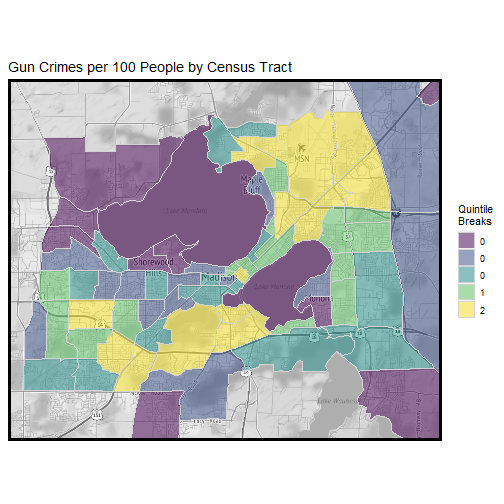 Gun Crimes per 100 People by Census Tract
MSN
Maple
Bluff
Lake Mendota
Shorewood
Hills
Madison
Lake Monona
Monona
Lake Waubesa
Quintile
Breaks
0
0
0
1
2